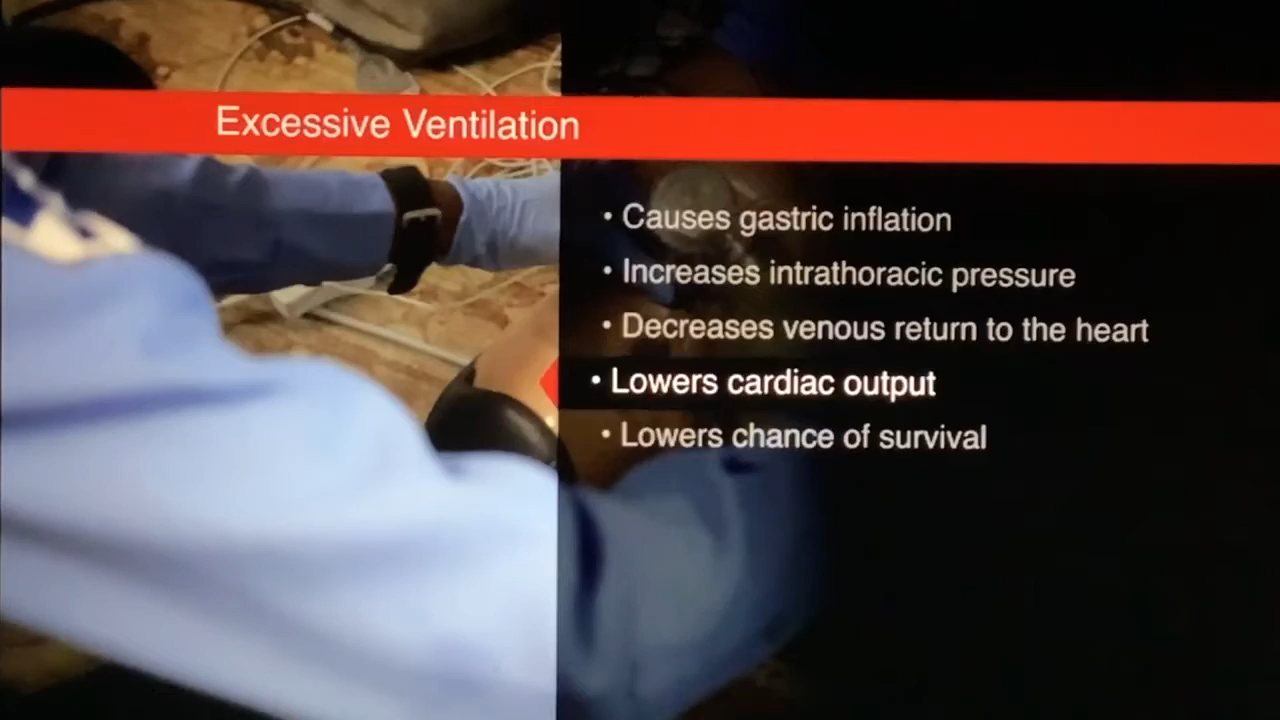 Excessive Ventilation
• Causes gastric inflation
• Increases intrathoracic pressure
• Decreases venous return to the heart
• Lowers cardiac output
• Lowers chance of survival